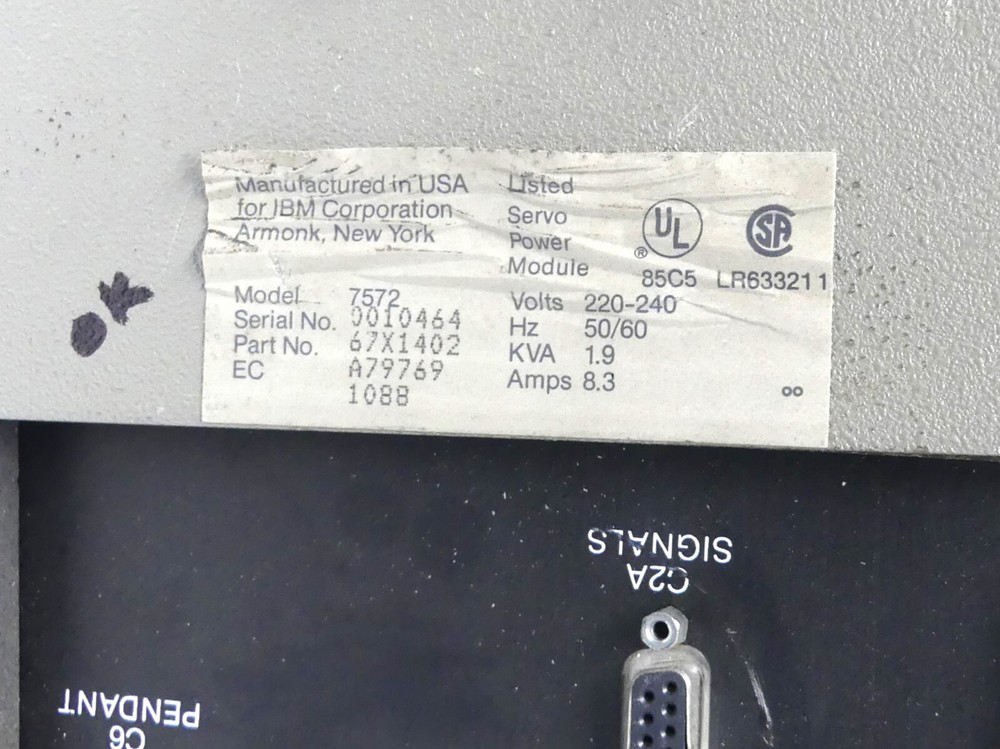 Manufactured in USA
for IBM Corporation
Armonk, New York
Model 7572
Serial No. 0010464
Part No. 67X1402
EC A79769
1088
Listed
Servo
Power
Module
UL
®
85C5
SA
LR633211
Volts 220-240
Hz 50/60
KVA 1.9
Amps 8.3
C2A
SIGNALS
C6
PENDANT